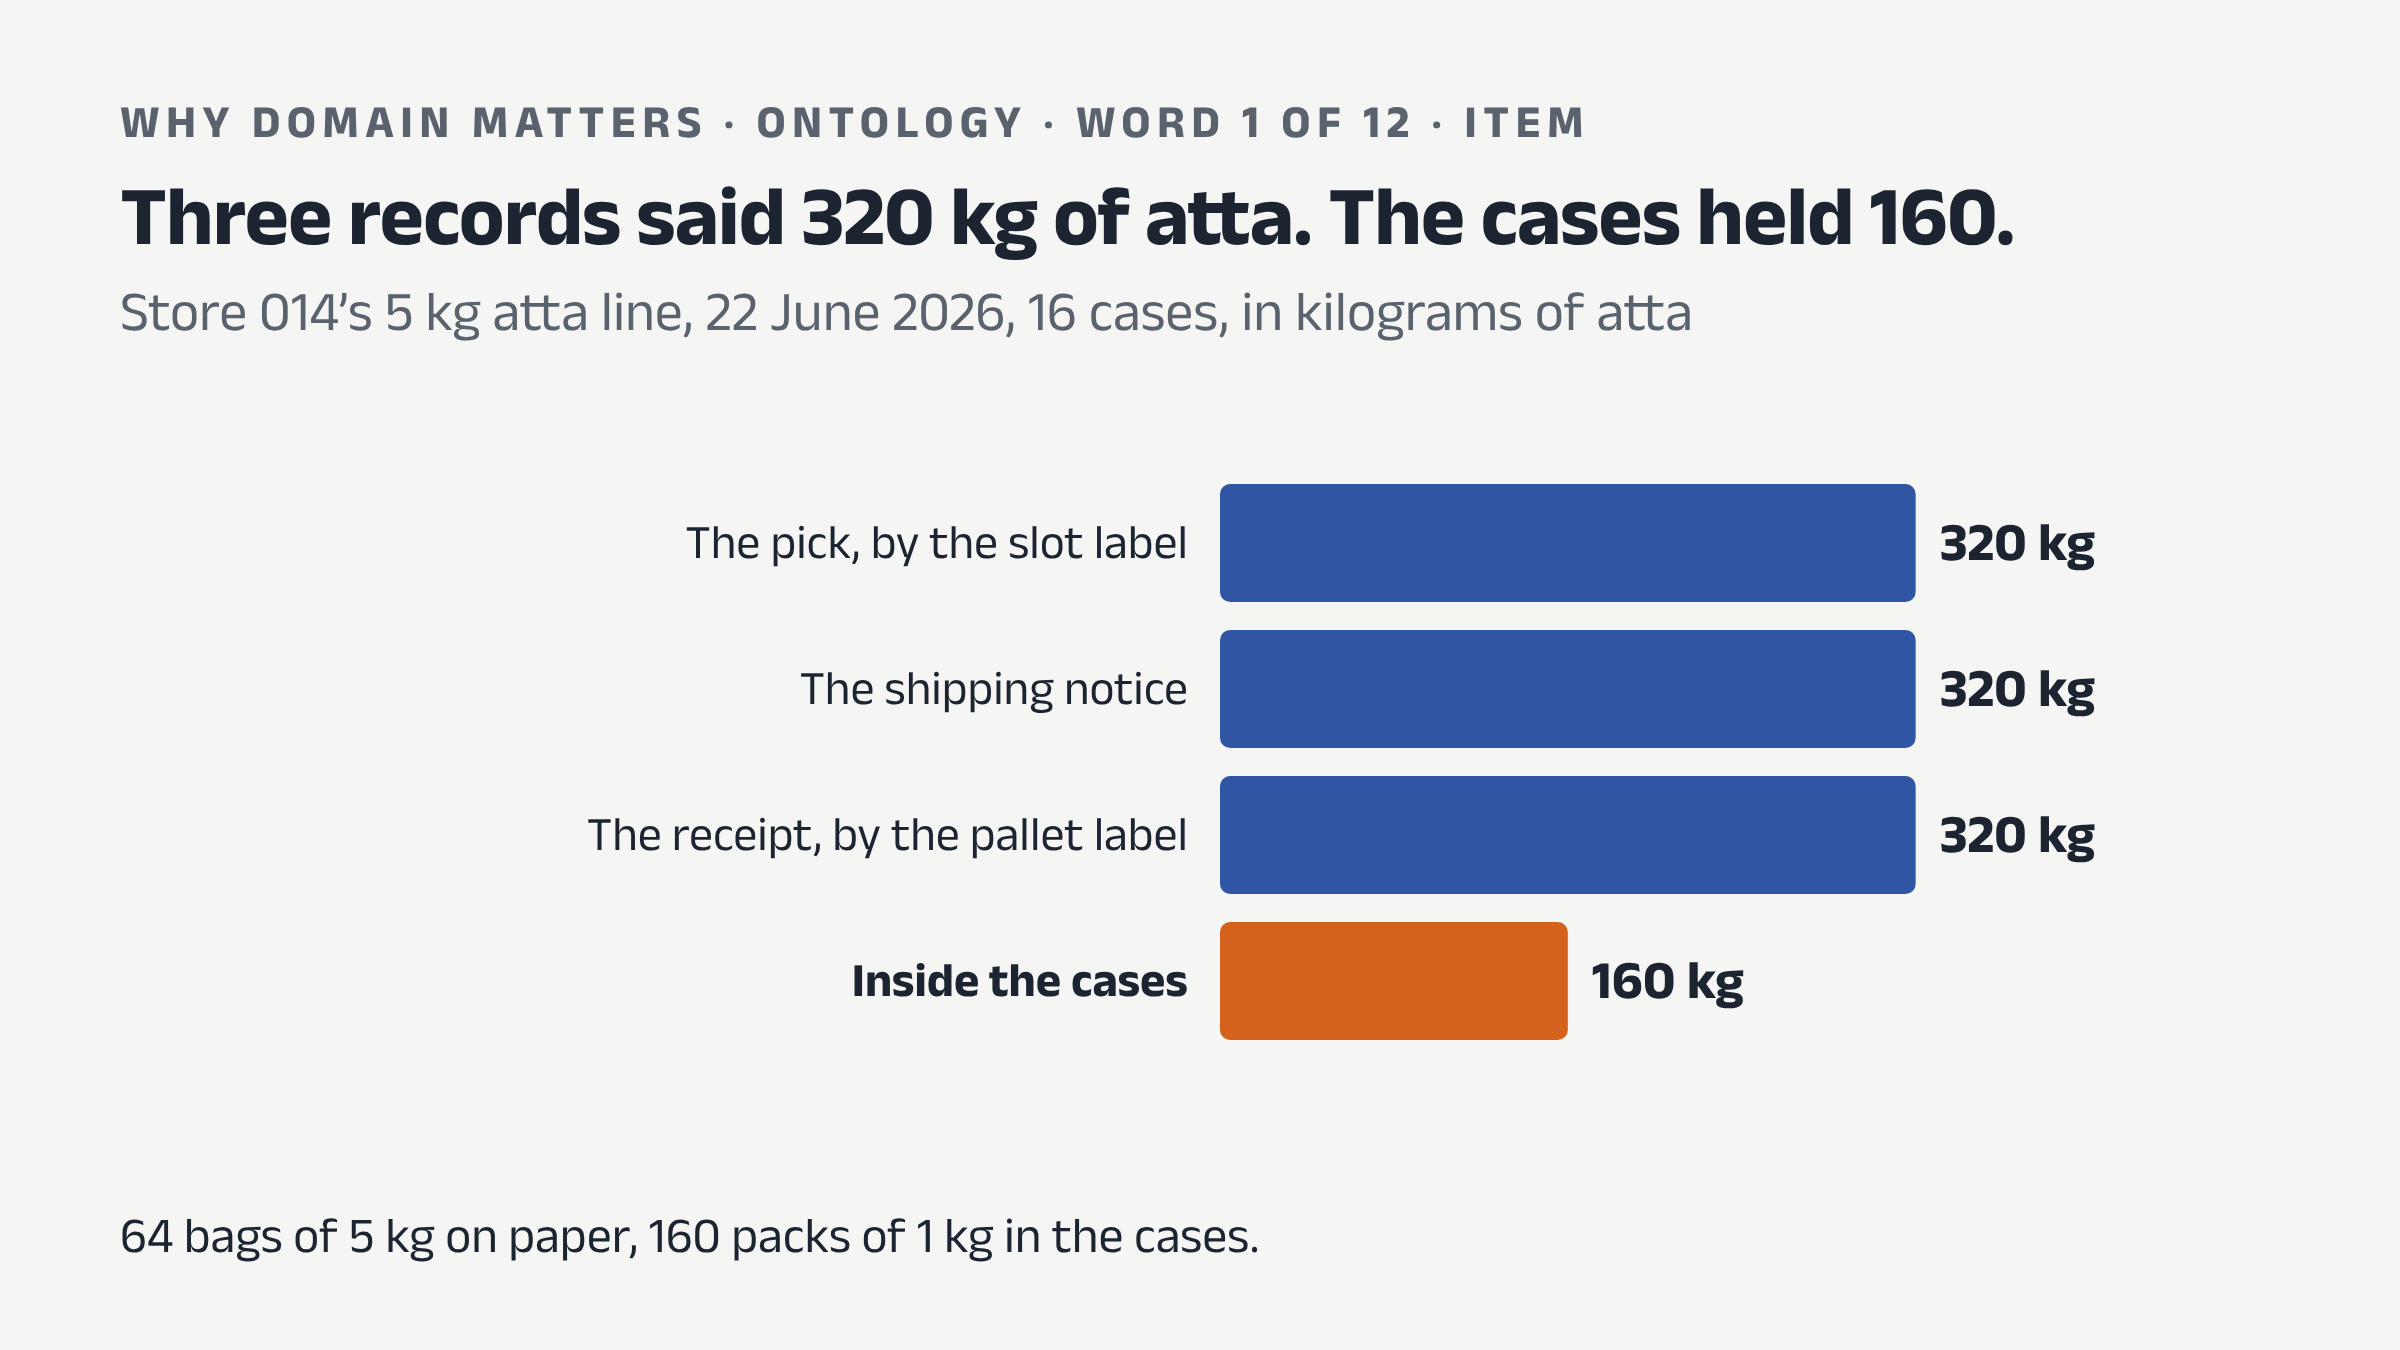 WHY DOMAIN MATTERS · ONTOLOGY · WORD 1 OF 12 · ITEM
Three records said 320 kg of atta. The cases held 160.
Store 014’s 5 kg atta line, 22 June 2026, 16 cases, in kilograms of atta
The pick, by the slot label 320 kg
The shipping notice 320 kg
The receipt, by the pallet label 320 kg
Inside the cases 160 kg
64 bags of 5 kg on paper, 160 packs of 1 kg in the cases.